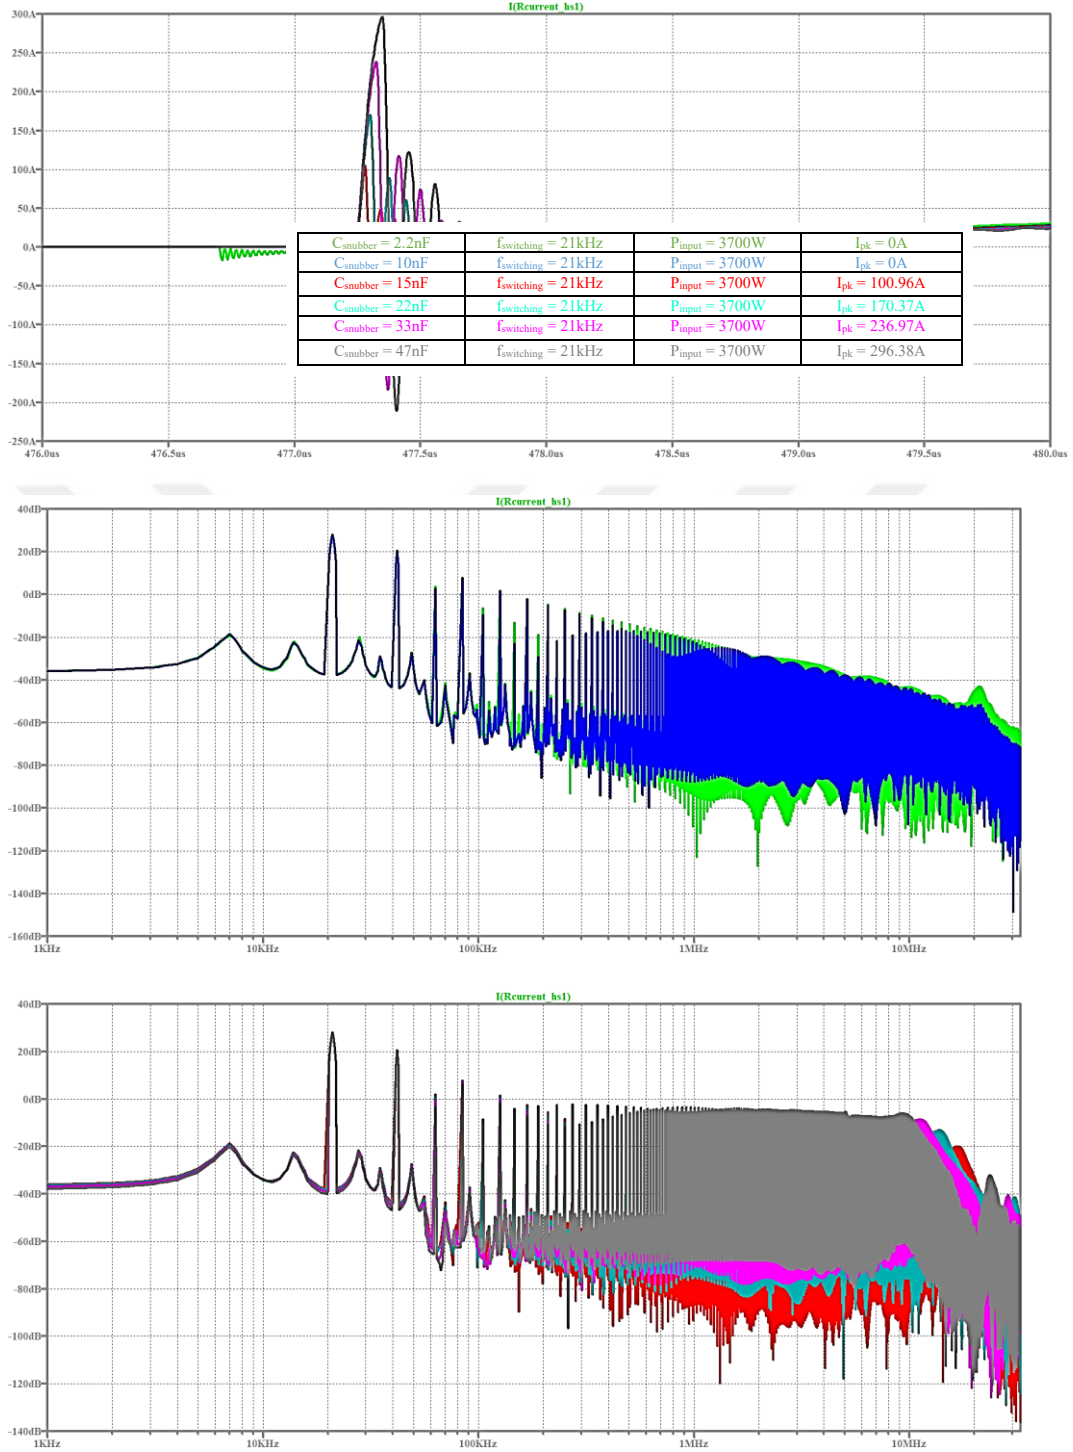 I(Rcurrent_hs1)
300A
250A
200A
150A
100A
50A
0A
-50A
-100A
-150A
-200A
-250A
Csnubber = 2.2nF fswitching = 21kHz Pinput = 3700W Ipk = 0A
Csnubber = 10nF fswitching = 21kHz Pinput = 3700W Ipk = 0A
Csnubber = 15nF fswitching = 21kHz Pinput = 3700W Ipk = 100.96A
Csnubber = 22nF fswitching = 21kHz Pinput = 3700W Ipk = 170.37A
Csnubber = 33nF fswitching = 21kHz Pinput = 3700W Ipk = 236.97A
Csnubber = 47nF fswitching = 21kHz Pinput = 3700W Ipk = 296.38A
476.0us 476.5us 477.0us 477.5us 478.0us 478.5us 479.0us 479.5us 480.0us
I(Rcurrent_hs1)
40dB
20dB
0dB
-20dB
-40dB
-60dB
-80dB
-100dB
-120dB
-140dB
-160dB
1KHz 10KHz 100KHz 1MHz 10MHz
I(Rcurrent_hs1)
40dB
20dB
0dB
-20dB
-40dB
-60dB
-80dB
-100dB
-120dB
-140dB
1KHz 10KHz 100KHz 1MHz 10MHz